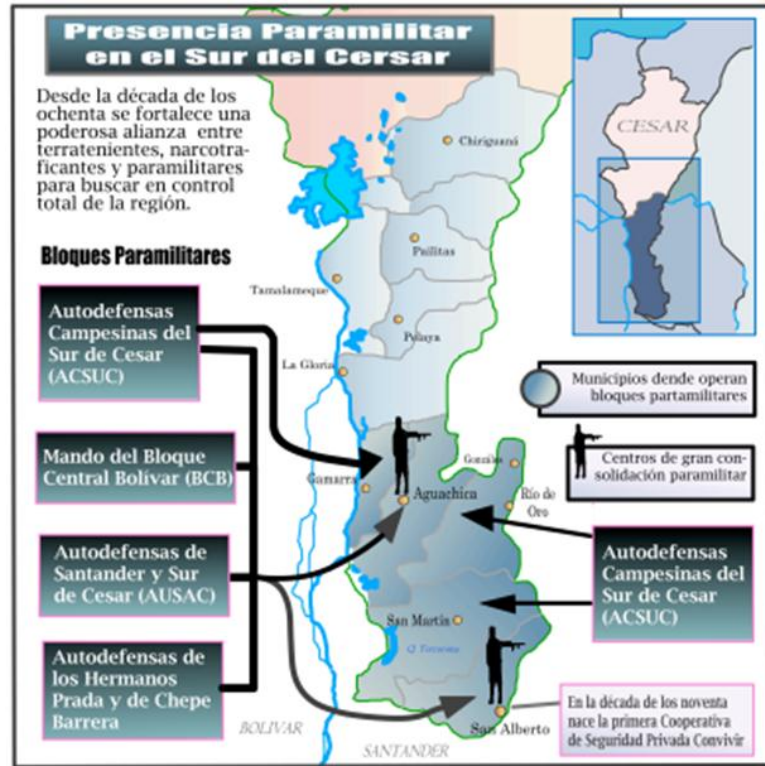 Presencia Paramilitar
en el Sur del Cersar
Desde la década de los
ochenta se fortalece una
poderosa alianza entre
terratenientes, narcotra-
ficantes y paramilitares
para buscar en control
total de la región.
Bloques Paramilitares
Autodefensas
Campesinas del
Sur de Cesar
(ACSUC)
Mando del Bloque
Central Bolívar (BCB)
Autodefensas de
Santander y Sur
de Cesar (AUSAC)
Autodefensas de
los Hermanos
Prada y de Chepe
Barrera
Chiriguaná
Pailitas
Tamalameque
Pelaya
La Gloria
Gamarra
Aguachica
González
Río de
Oro
San Martín
San Alberto
BOLIVAR
SANTANDER
CESAR
Municipios dende operan
bloques partamilitares
Centros de gran con-
solidación paramilitar
Autodefensas
Campesinas del
Sur de Cesar
(ACSUC)
En la década de los noventa
nace la primera Cooperativa
de Seguridad Privada Convivir